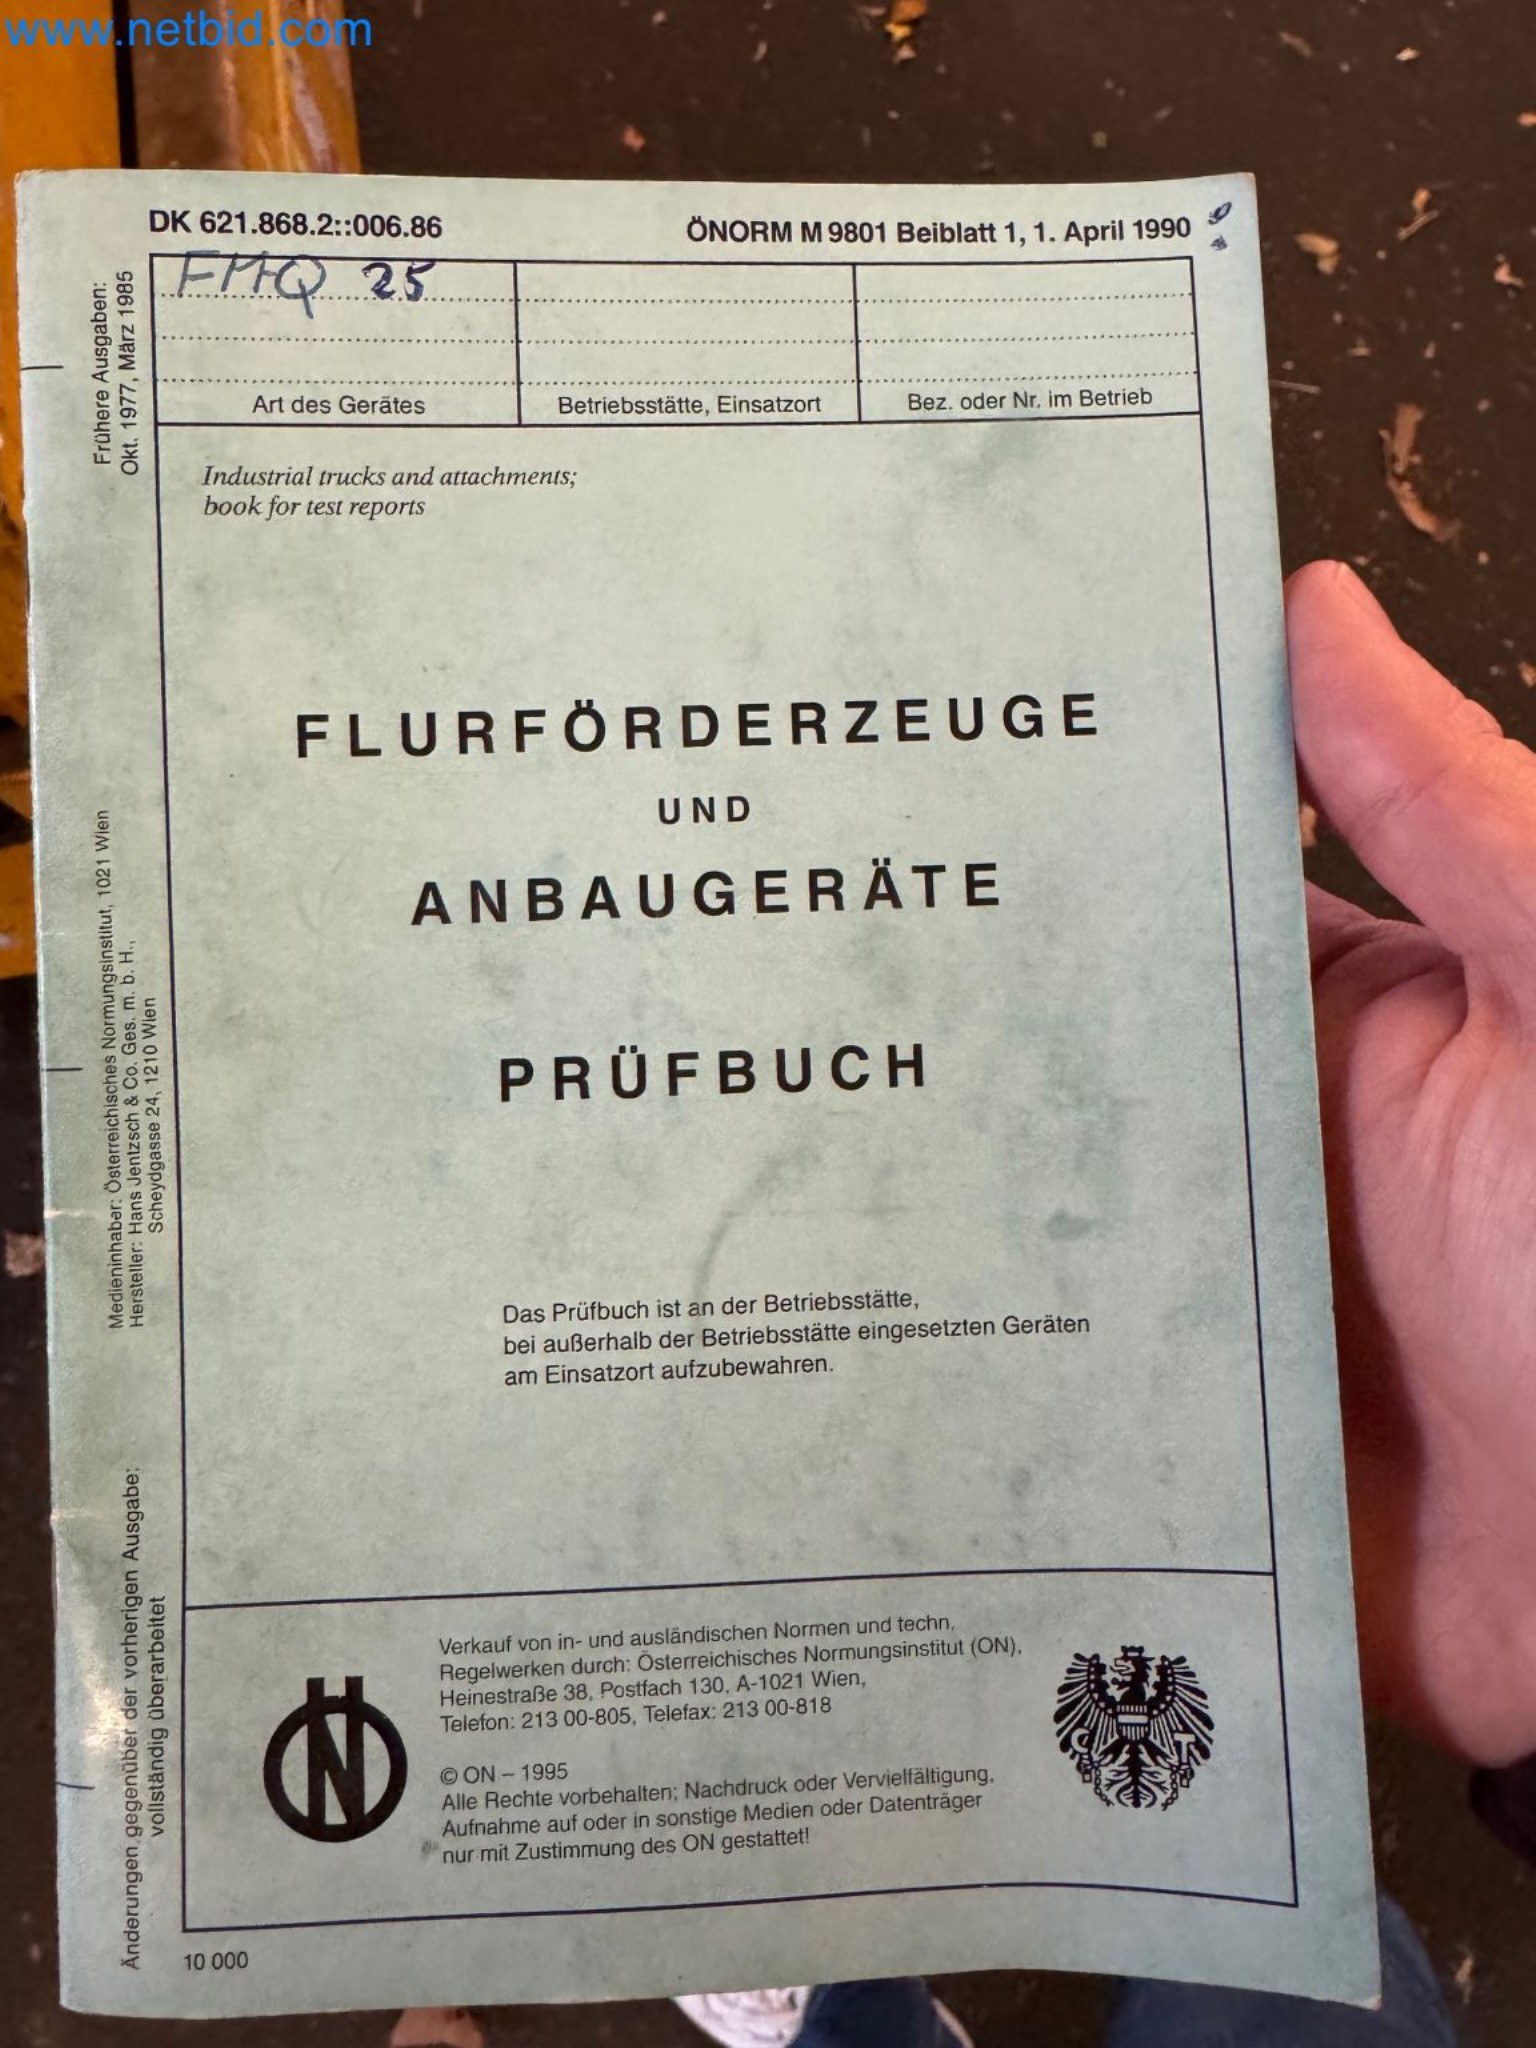 www.netbid.com
DK 621.868.2::006.86
ÖNORM M 9801 Beiblatt 1, 1. April 1990
25
Art des Gerätes
Betriebsstätte, Einsatzort
Bez. oder Nr. im Betrieb
Frühere Ausgaben:
Okt. 1977, März 1985
Industrial trucks and attachments;
book for test reports
FLURFÖRDERZEUGE
UND
ANBAUGERÄTE
PRÜFBUCH
Medieninhaber: Österreichisches Normungsinstitut, 1021 Wien
Hersteller: Hans Jentzsch & Co. Ges. m. b. H.,
Scheydgasse 24, 1210 Wien
Das Prüfbuch ist an der Betriebsstätte,
bei außerhalb der Betriebsstätte eingesetzten Geräten
am Einsatzort aufzubewahren.
Änderungen gegenüber der vorherigen Ausgabe:
vollständig überarbeitet
Verkauf von in- und ausländischen Normen und techn.
Regelwerken durch: Österreichisches Normungsinstitut (ON),
Heinestraße 38, Postfach 130, A-1021 Wien,
Telefon: 213 00-805, Telefax: 213 00-818
© ON – 1995
Alle Rechte vorbehalten; Nachdruck oder Vervielfältigung,
Aufnahme auf oder in sonstige Medien oder Datenträger
nur mit Zustimmung des ON gestattet!
10 000